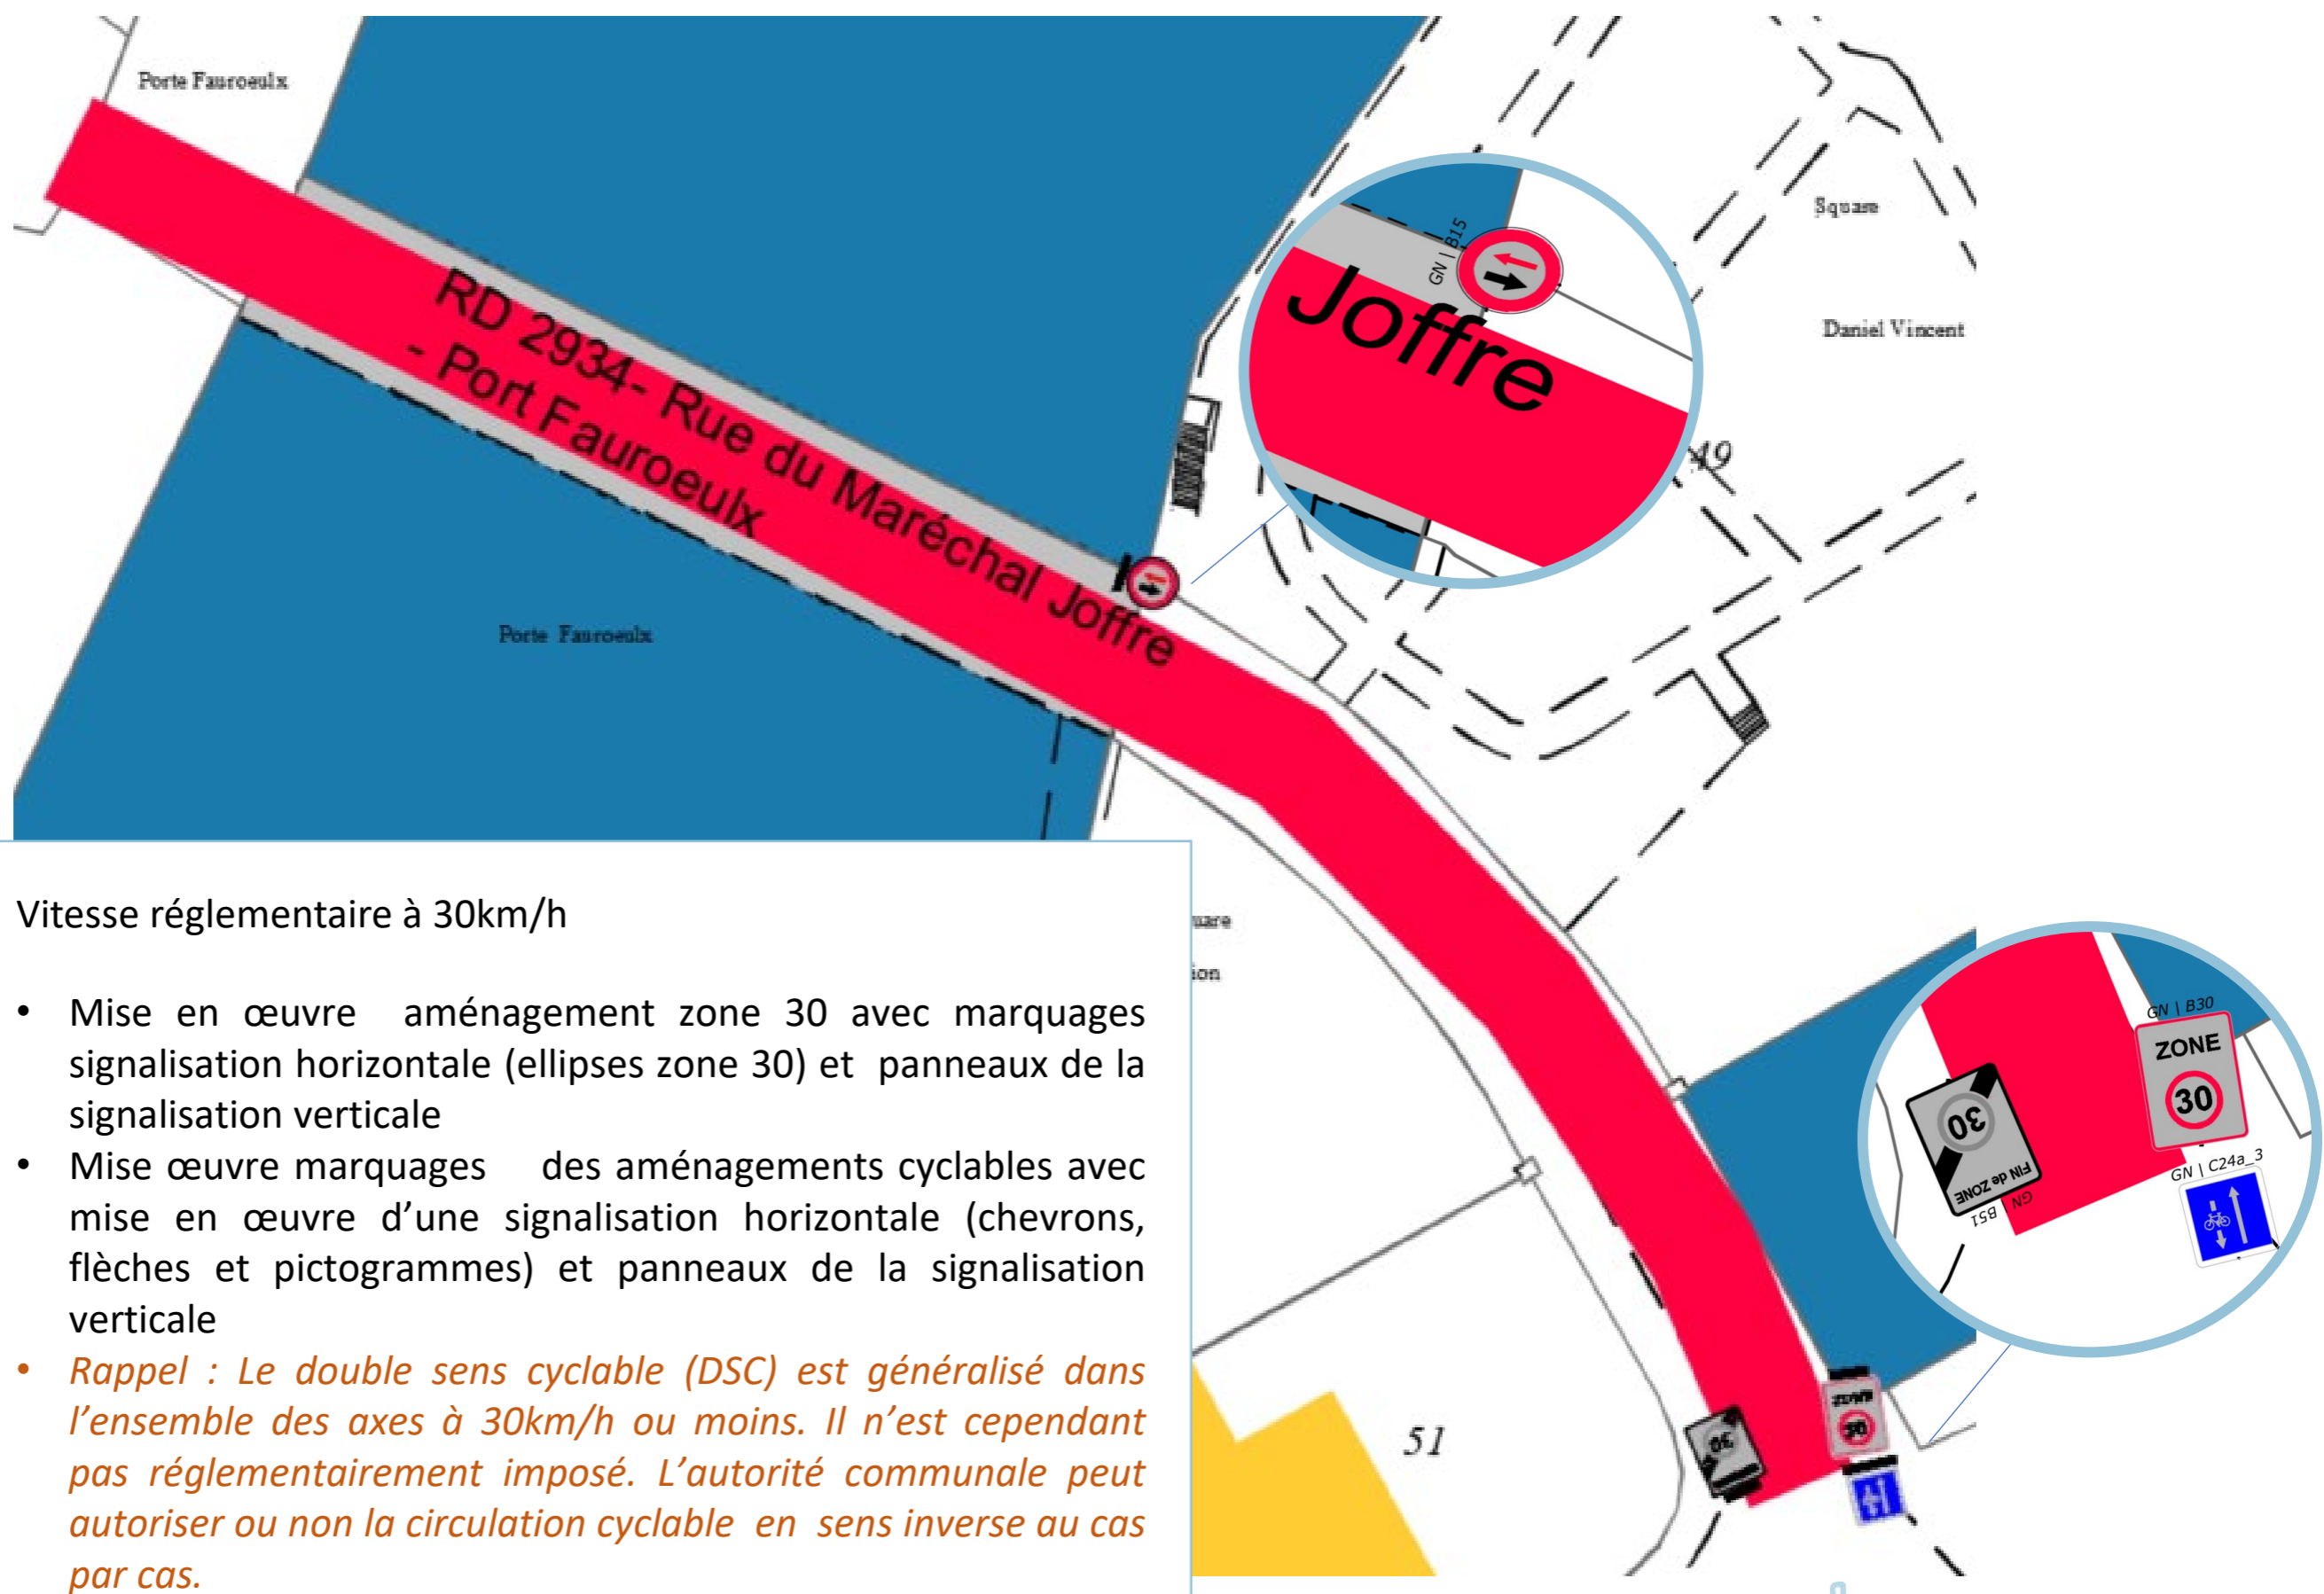 Porte Fauroeulx
Square
Daniel Vincent
GN | B15
Joffre
RD 2934- Rue du Maréchal Joffre
- Port Fauroeulx
49
Porte Fauroeulx
Vitesse réglementaire à 30km/h
• Mise en œuvre aménagement zone 30 avec marquages
signalisation horizontale (ellipses zone 30) et panneaux de la
signalisation verticale
• Mise œuvre marquages des aménagements cyclables avec
mise en œuvre d’une signalisation horizontale (chevrons,
flèches et pictogrammes) et panneaux de la signalisation
verticale
• Rappel : Le double sens cyclable (DSC) est généralisé dans
l’ensemble des axes à 30km/h ou moins. Il n’est cependant
pas réglementairement imposé. L’autorité communale peut
autoriser ou non la circulation cyclable en sens inverse au cas
par cas.
uare
ion
GN | B30
ZONE
30
30
FIN de ZONE
GN | B51
GN | C24a_3
51
30